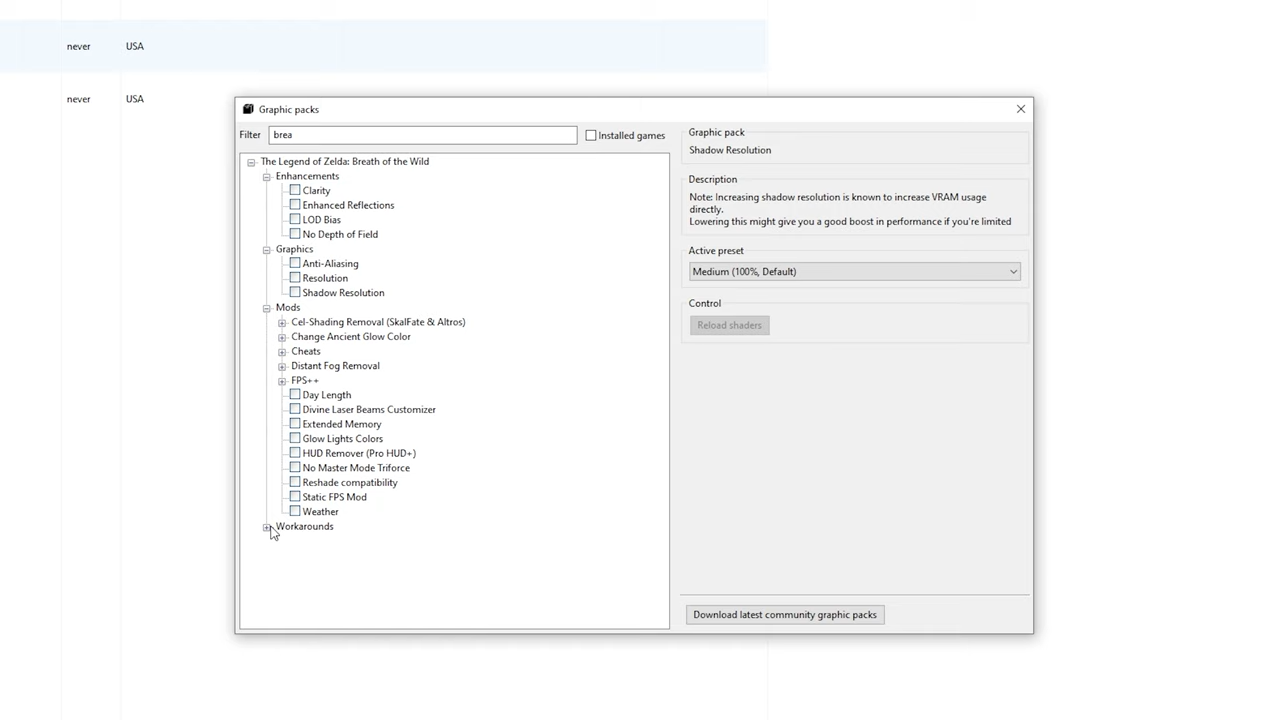 never USA
never USA
Graphic packs
Filter brea Installed games
The Legend of Zelda: Breath of the Wild
Enhancements
Clarity
Enhanced Reflections
LOD Bias
No Depth of Field
Graphics
Anti-Aliasing
Resolution
Shadow Resolution
Mods
Cel-Shading Removal (SkalFate & Altros)
Change Ancient Glow Color
Cheats
Distant Fog Removal
FPS++
Day Length
Divine Laser Beams Customizer
Extended Memory
Glow Lights Colors
HUD Remover (Pro HUD+)
No Master Mode Triforce
Reshade compatibility
Static FPS Mod
Weather
Workarounds
Graphic pack
Shadow Resolution
Description
Note: Increasing shadow resolution is known to increase VRAM usage
directly.
Lowering this might give you a good boost in performance if you're limited
Active preset
Medium (100%, Default)
Control
Reload shaders
Download latest community graphic packs